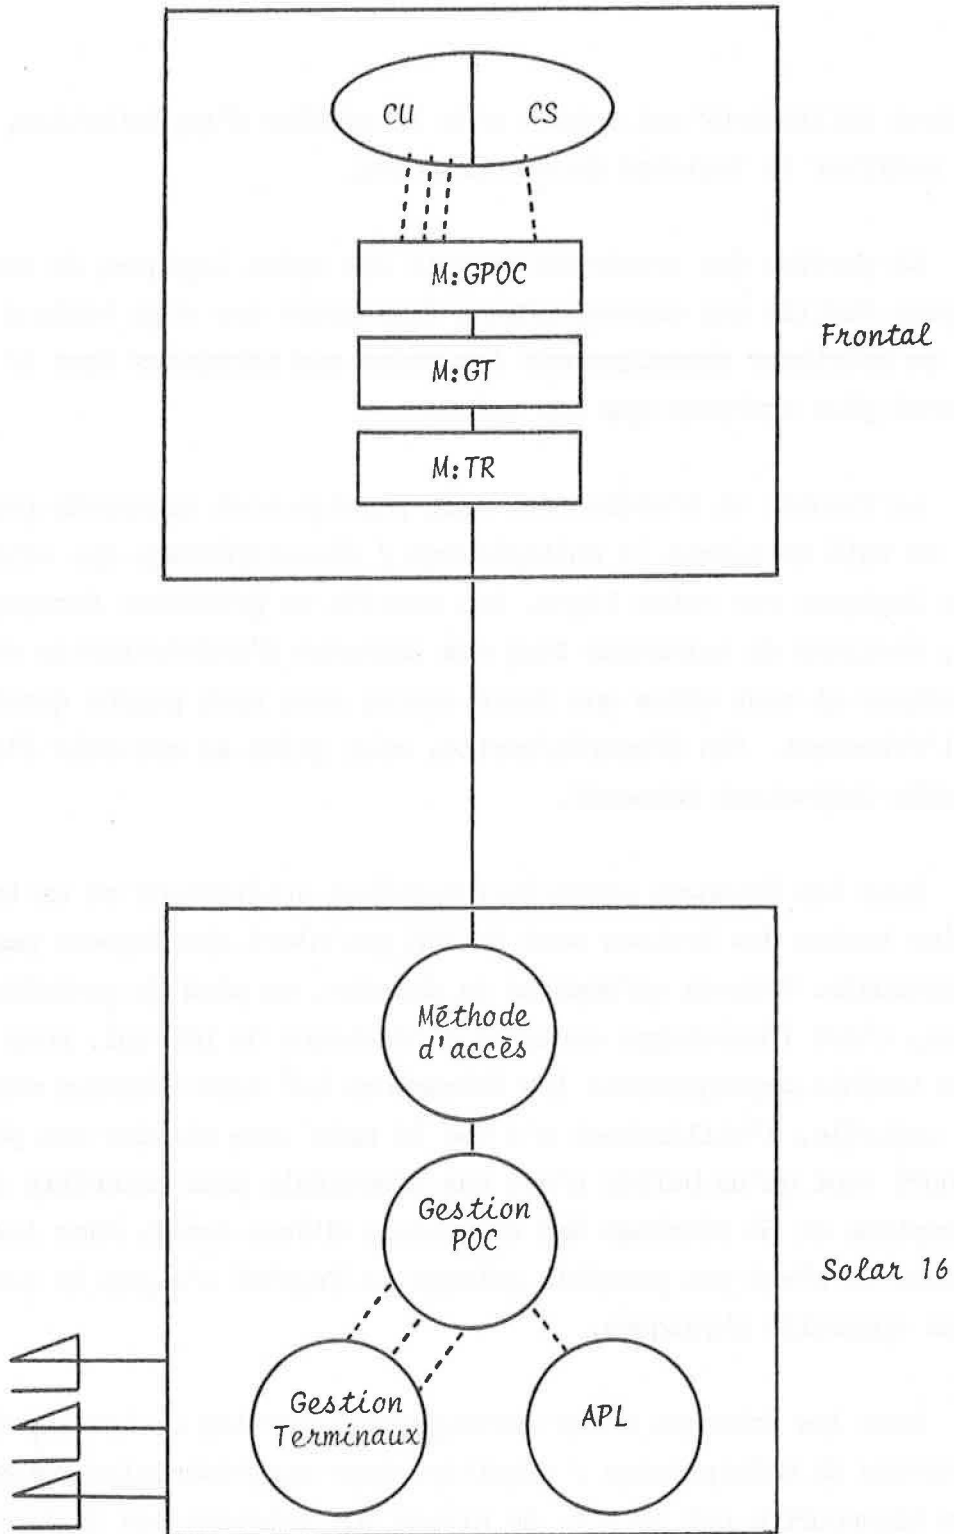 CU
CS
M:GPOC
Frontal
M:GT
M:TR
Méthode
d'accès
Gestion
POC
Solar 16
Gestion
Terminaux
APL